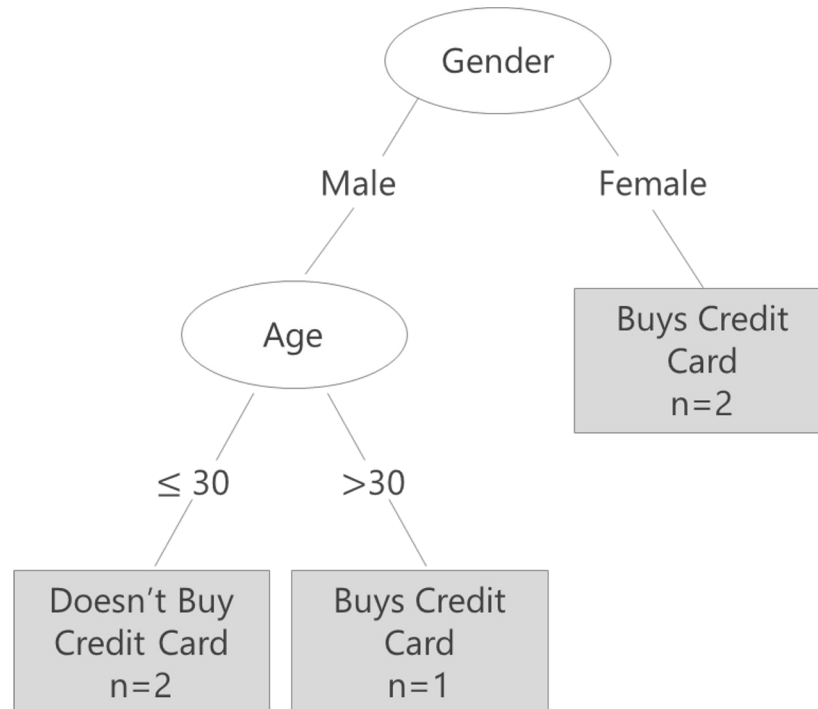 Gender
Male
Female
Age
Buys Credit
Card
n=2
≤ 30
>30
Doesn’t Buy
Credit Card
n=2
Buys Credit
Card
n=1